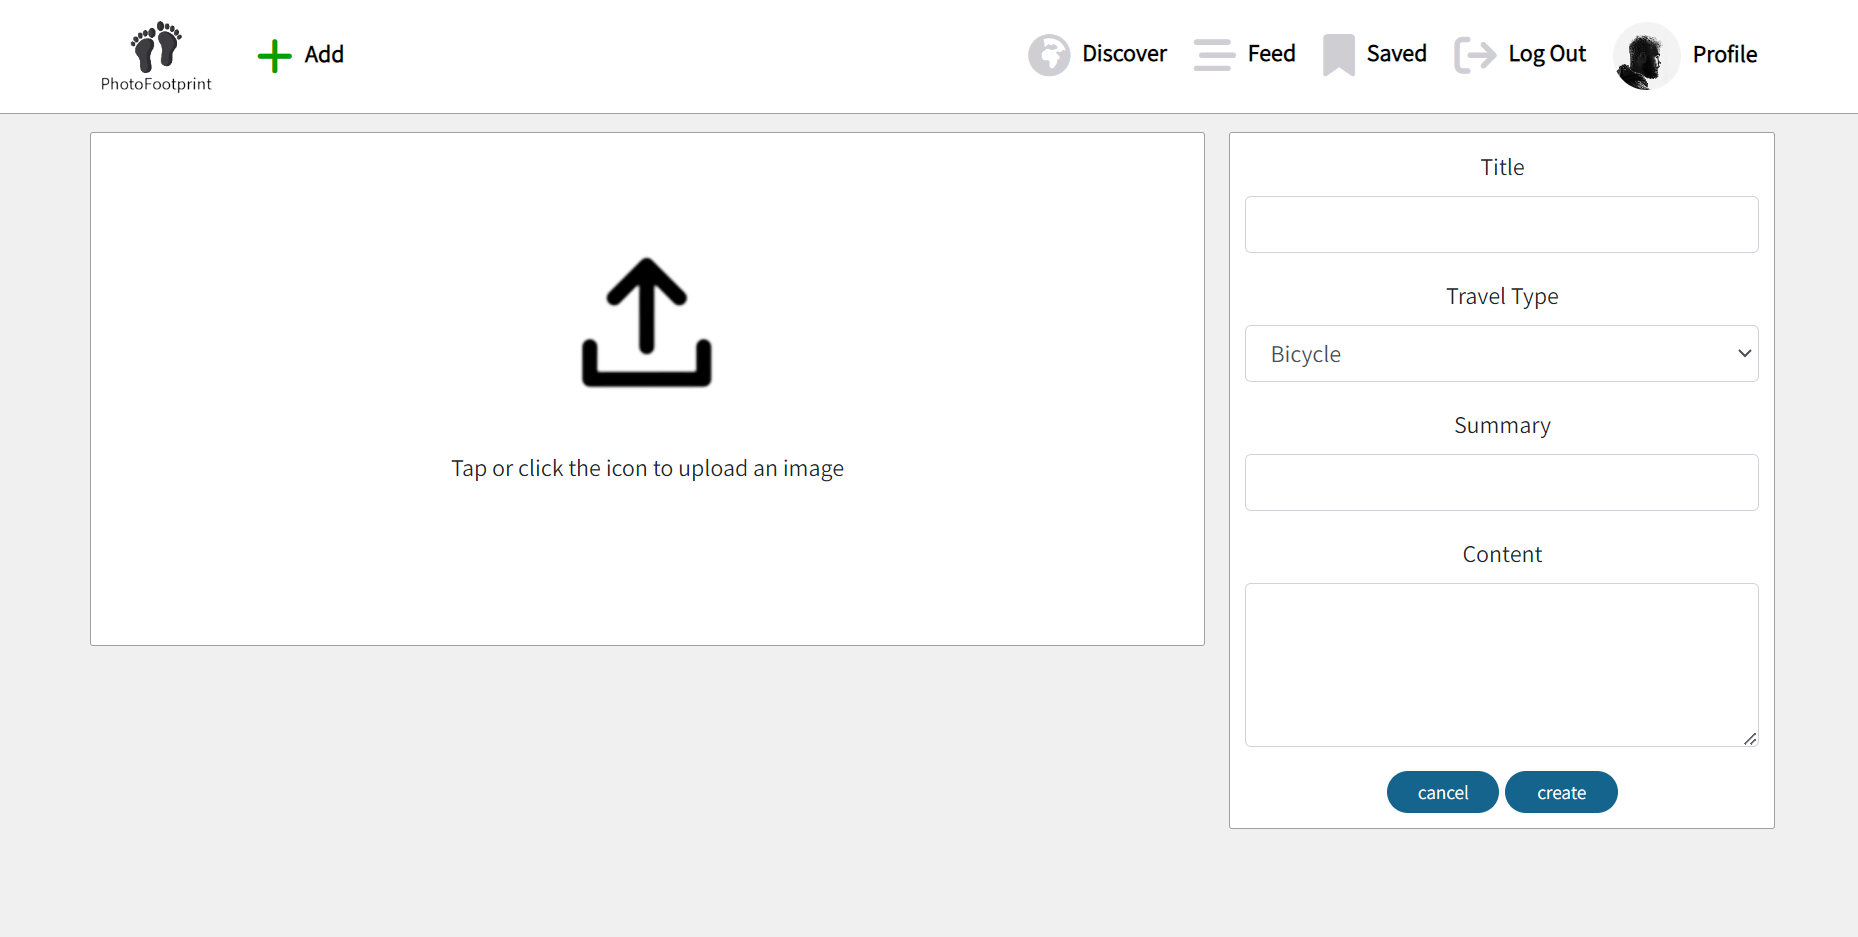 PhotoFootprint
Add
Discover
Feed
Saved
Log Out
Profile
Tap or click the icon to upload an image
Title
Travel Type
Bicycle
Summary
Content
cancel
create